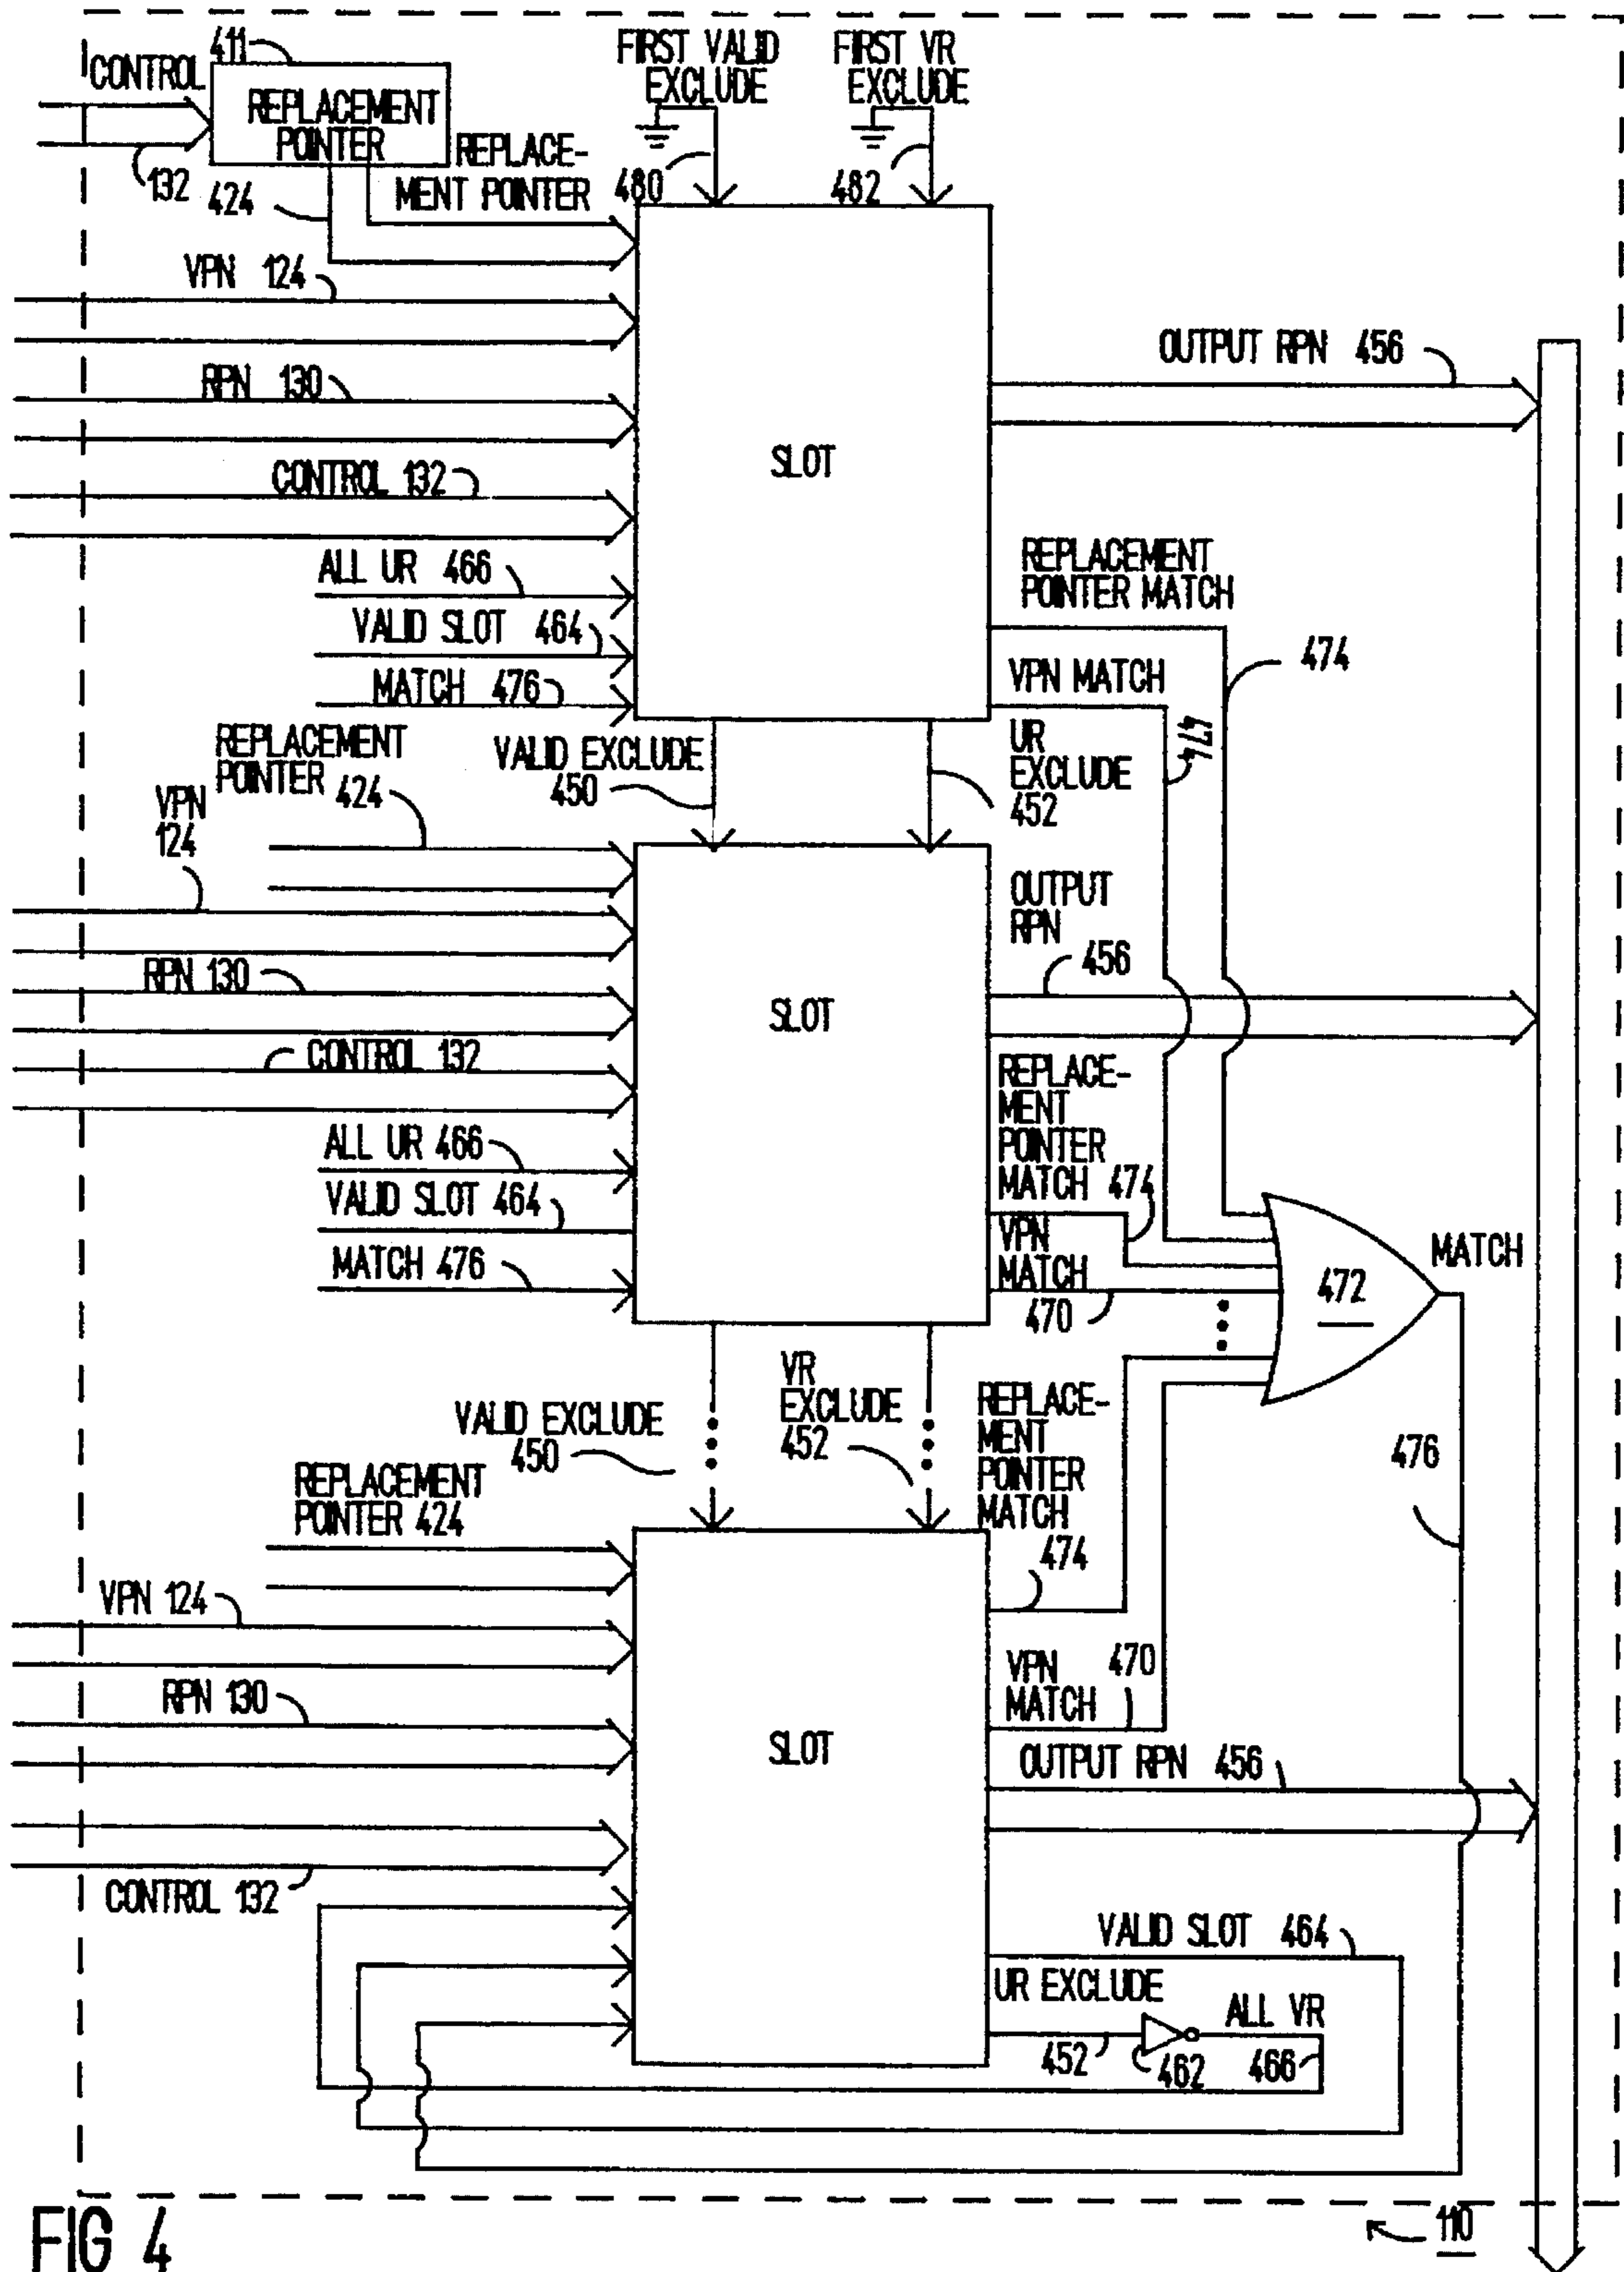 411
CONTROL
REPLACEMENT
POINTER
132
424
REPLACE-
MENT POINTER
FIRST VALID
EXCLUDE
480
FIRST VR
EXCLUDE
482
VPN 124
RPN 130
CONTROL 132
ALL UR 466
VALID SLOT 464
MATCH 476
SLOT
OUTPUT RPN 456
REPLACEMENT
POINTER MATCH
474
VPN MATCH
474
VALID EXCLUDE
450
UR
EXCLUDE
452
REPLACEMENT
POINTER
424
VPN
124
RPN 130
CONTROL 132
ALL UR 466
VALID SLOT 464
MATCH 476
SLOT
OUTPUT
RPN
456
REPLACE-
MENT
POINTER
MATCH 474
VPN
MATCH
470
472
MATCH
476
VALID EXCLUDE
450
VR
EXCLUDE
452
REPLACE-
MENT
POINTER
MATCH
474
REPLACEMENT
POINTER 424
VPN 124
RPN 130
CONTROL 132
SLOT
VPN
MATCH
470
OUTPUT RPN 456
VALID SLOT 464
UR EXCLUDE
452
462
ALL VR
466
FIG 4
110